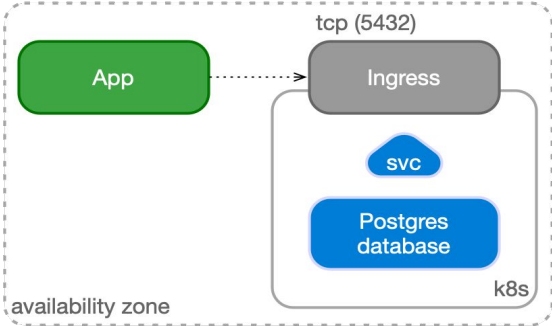 tcp (5432)
App
Ingress
svc
Postgres
database
k8s
availability zone